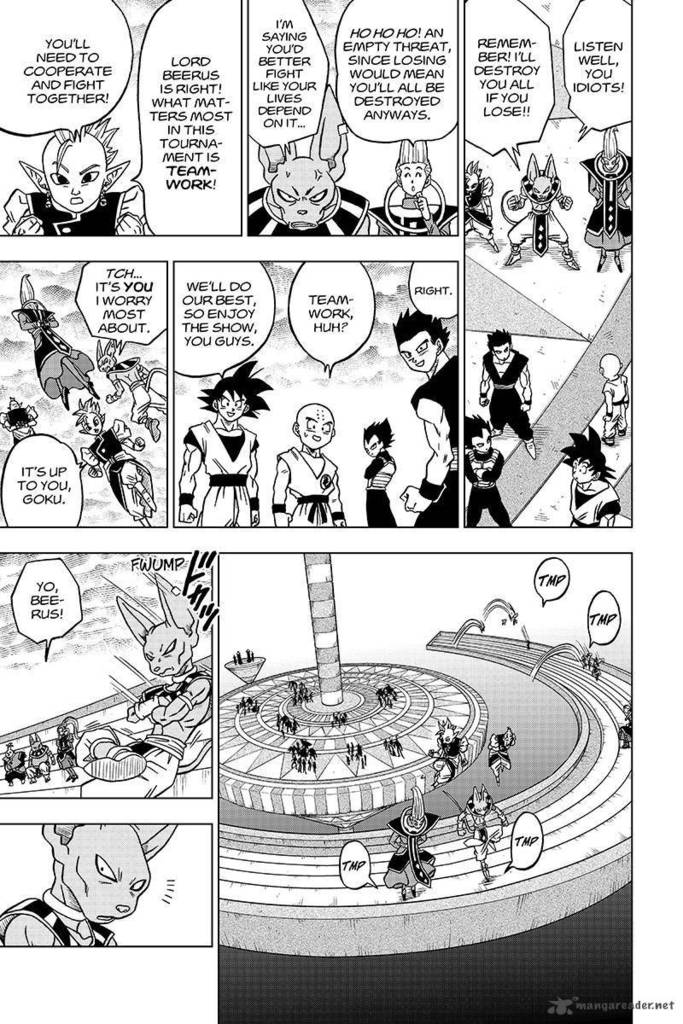 LISTEN
WELL,
YOU
IDIOTS!
REMEM-
BER! I'LL
DESTROY
YOU ALL
IF YOU
LOSE!!
HO HO HO! AN
EMPTY THREAT,
SINCE LOSING
WOULD MEAN
YOU'LL ALL BE
DESTROYED
ANYWAYS.
I'M
SAYING
YOU'D
BETTER
FIGHT
LIKE YOUR
LIVES
DEPEND
ON IT...
LORD
BEERUS
IS RIGHT!
WHAT MAT-
TERS MOST
IN THIS
TOURNA-
MENT IS
TEAM-
WORK!
YOU'LL
NEED TO
COOPERATE
AND FIGHT
TOGETHER!
RIGHT.
TEAM-
WORK,
HUH?
WE'LL DO
OUR BEST,
SO ENJOY
THE SHOW,
YOU GUYS.
TCH...
IT'S YOU
I WORRY
MOST
ABOUT.
IT'S UP
TO YOU,
GOKU.
TMP
TMP
TMP
TMP
FWUMP
ドカッ
YO,
BEE-
RUS!
mangareader.net